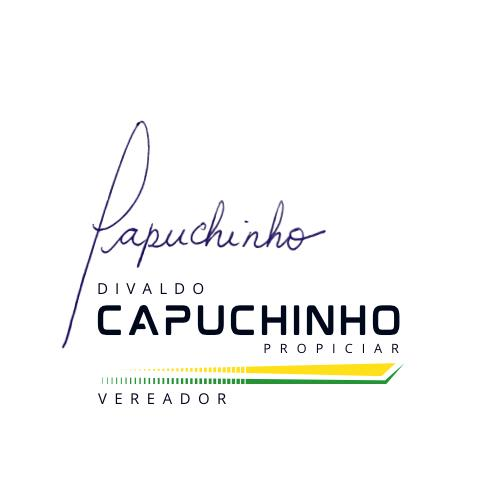 Capuchinho
DIVALDO
CAPUCHINHO
PROPICIAR
VEREADOR